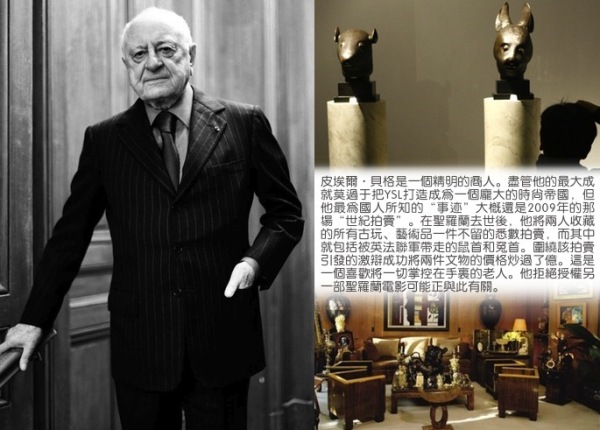 皮埃爾·貝格是一個精明的商人。盡管他的最大成
就莫過于把YSL打造成爲一個龐大的時尙帝國，但
他最爲國人所知的“事迹”大槪還是2009年的那
場“世紀拍賣”。在聖羅蘭去世後，他將兩人收藏
的所有古玩、藝術品一件不留的悉數拍賣，而其中
就包括被英法聯軍帶走的鼠首和兔首。圍繞該拍賣
引發的激辯成功將兩件文物的價格炒過了億。這是
一個喜歡將一切掌控在手裏的老人。他拒絕授權另
一部聖羅蘭電影可能正與此有關。